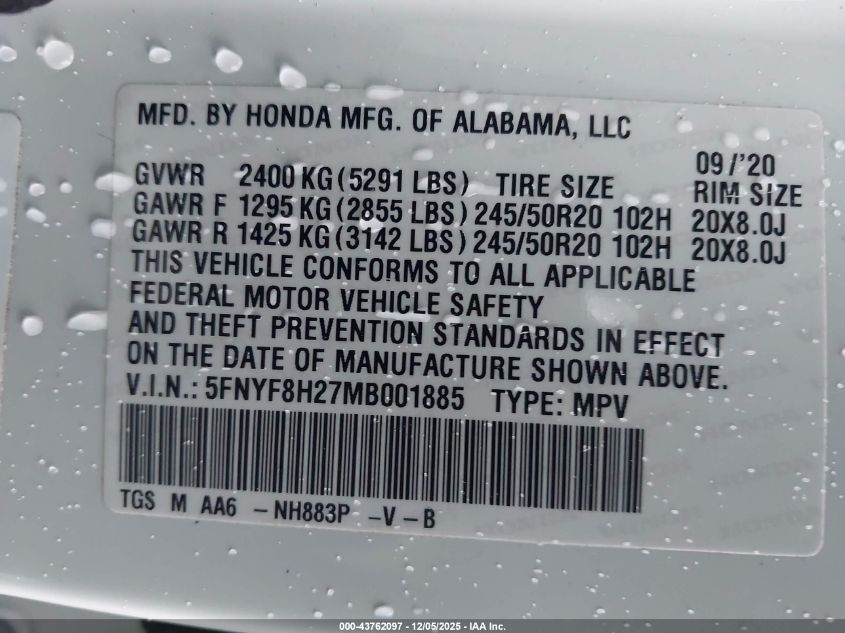 MFD. BY HONDA MFG. OF ALABAMA, LLC
09/'20
GVWR 2400 KG (5291 LBS) TIRE SIZE RIM SIZE
GAWR F 1295 KG (2855 LBS) 245/50R20 102H 20X8.0J
GAWR R 1425 KG (3142 LBS) 245/50R20 102H 20X8.0J
THIS VEHICLE CONFORMS TO ALL APPLICABLE
FEDERAL MOTOR VEHICLE SAFETY
AND THEFT PREVENTION STANDARDS IN EFFECT
ON THE DATE OF MANUFACTURE SHOWN ABOVE.
V.I.N.: 5FNYF8H27MB001885 TYPE: MPV
TGS M AA6 - NH883P - V - B
000-43762097 - 12/05/2025 - IAA Inc.